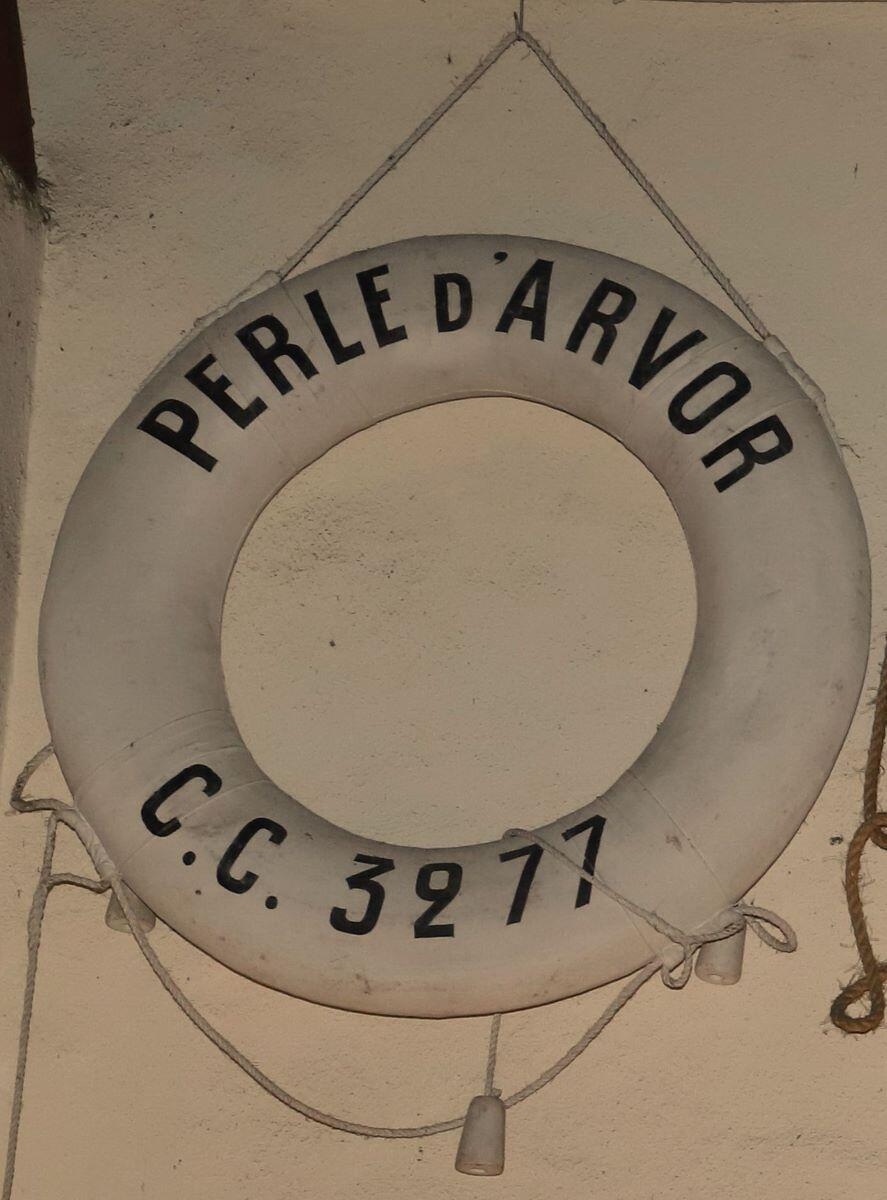 PERLE D'ARVOR
C.C. 3277